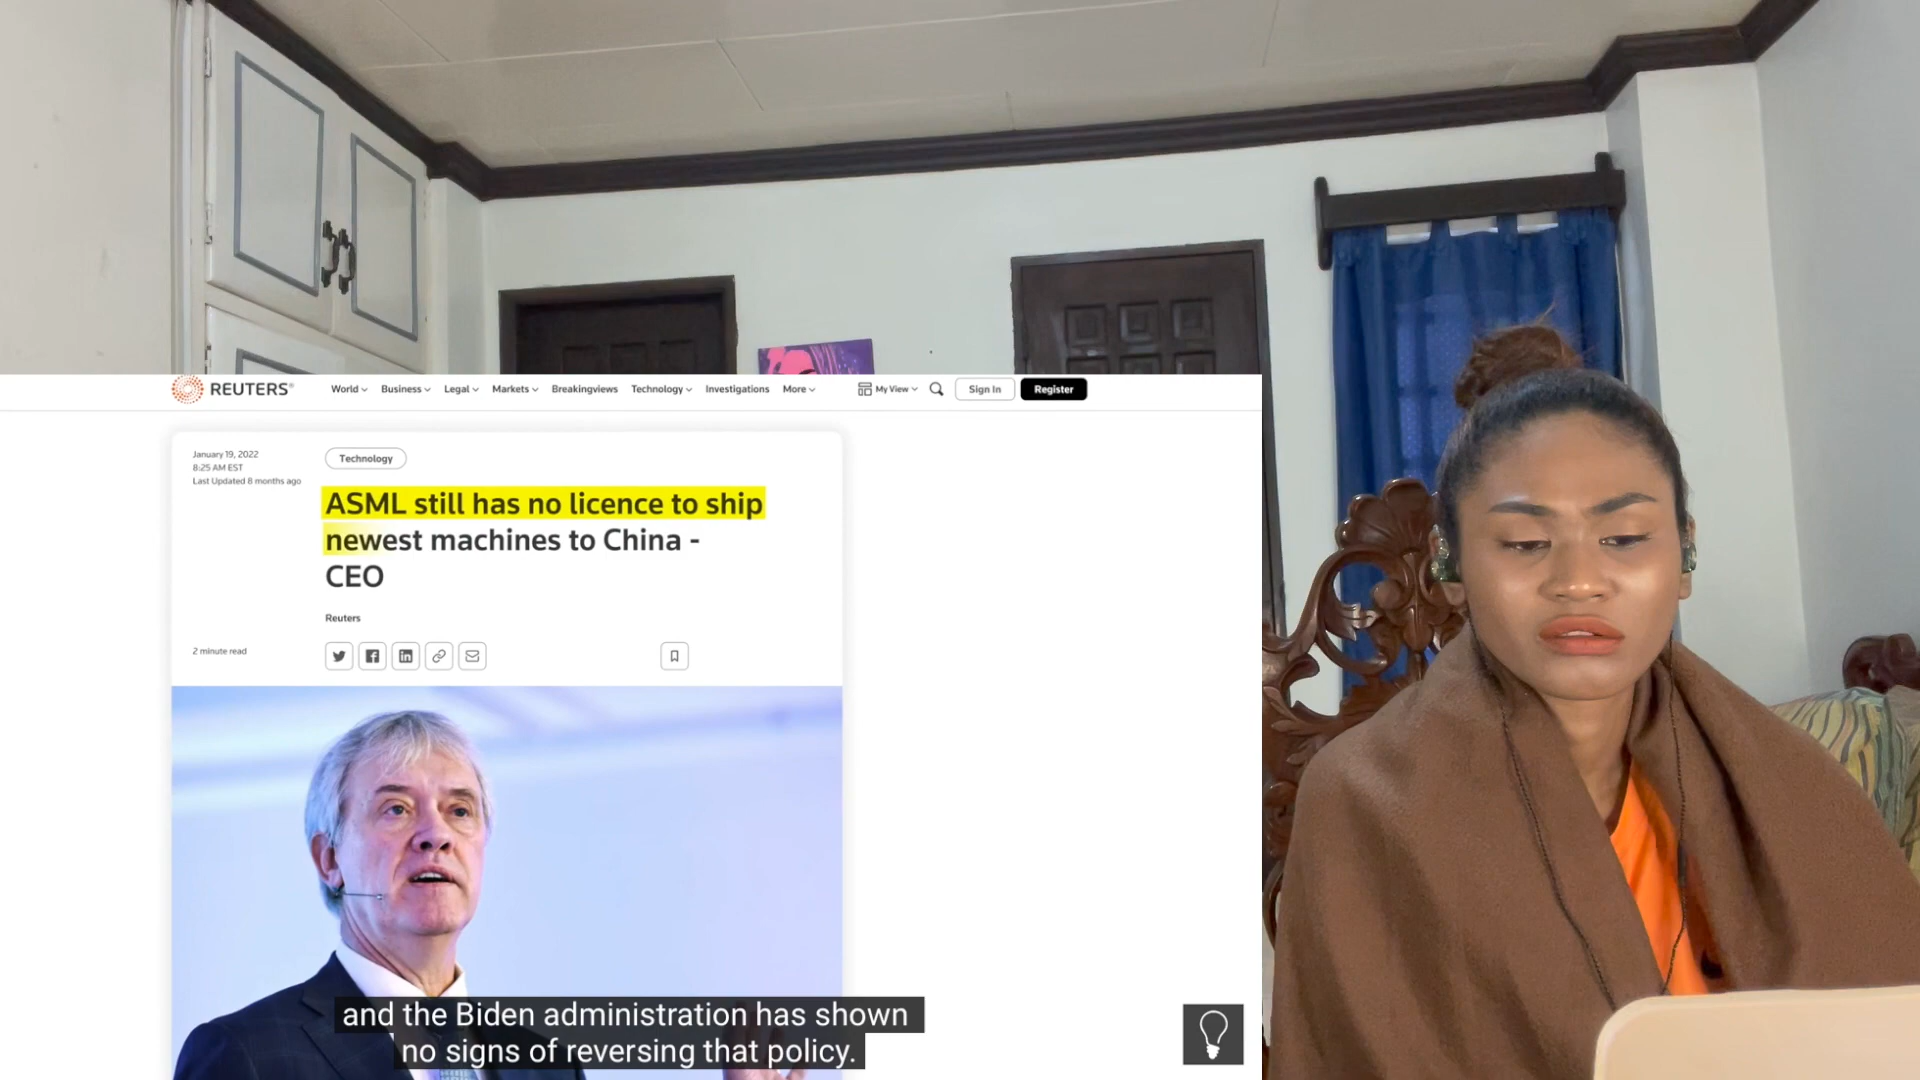 REUTERS®
World Business Legal Markets Breakingviews Technology Investigations More My View Sign In Register
January 19, 2022
8:25 AM EST
Last Updated 8 months ago
Technology
ASML still has no licence to ship
newest machines to China -
CEO
Reuters
2 minute read
and the Biden administration has shown
no signs of reversing that policy.